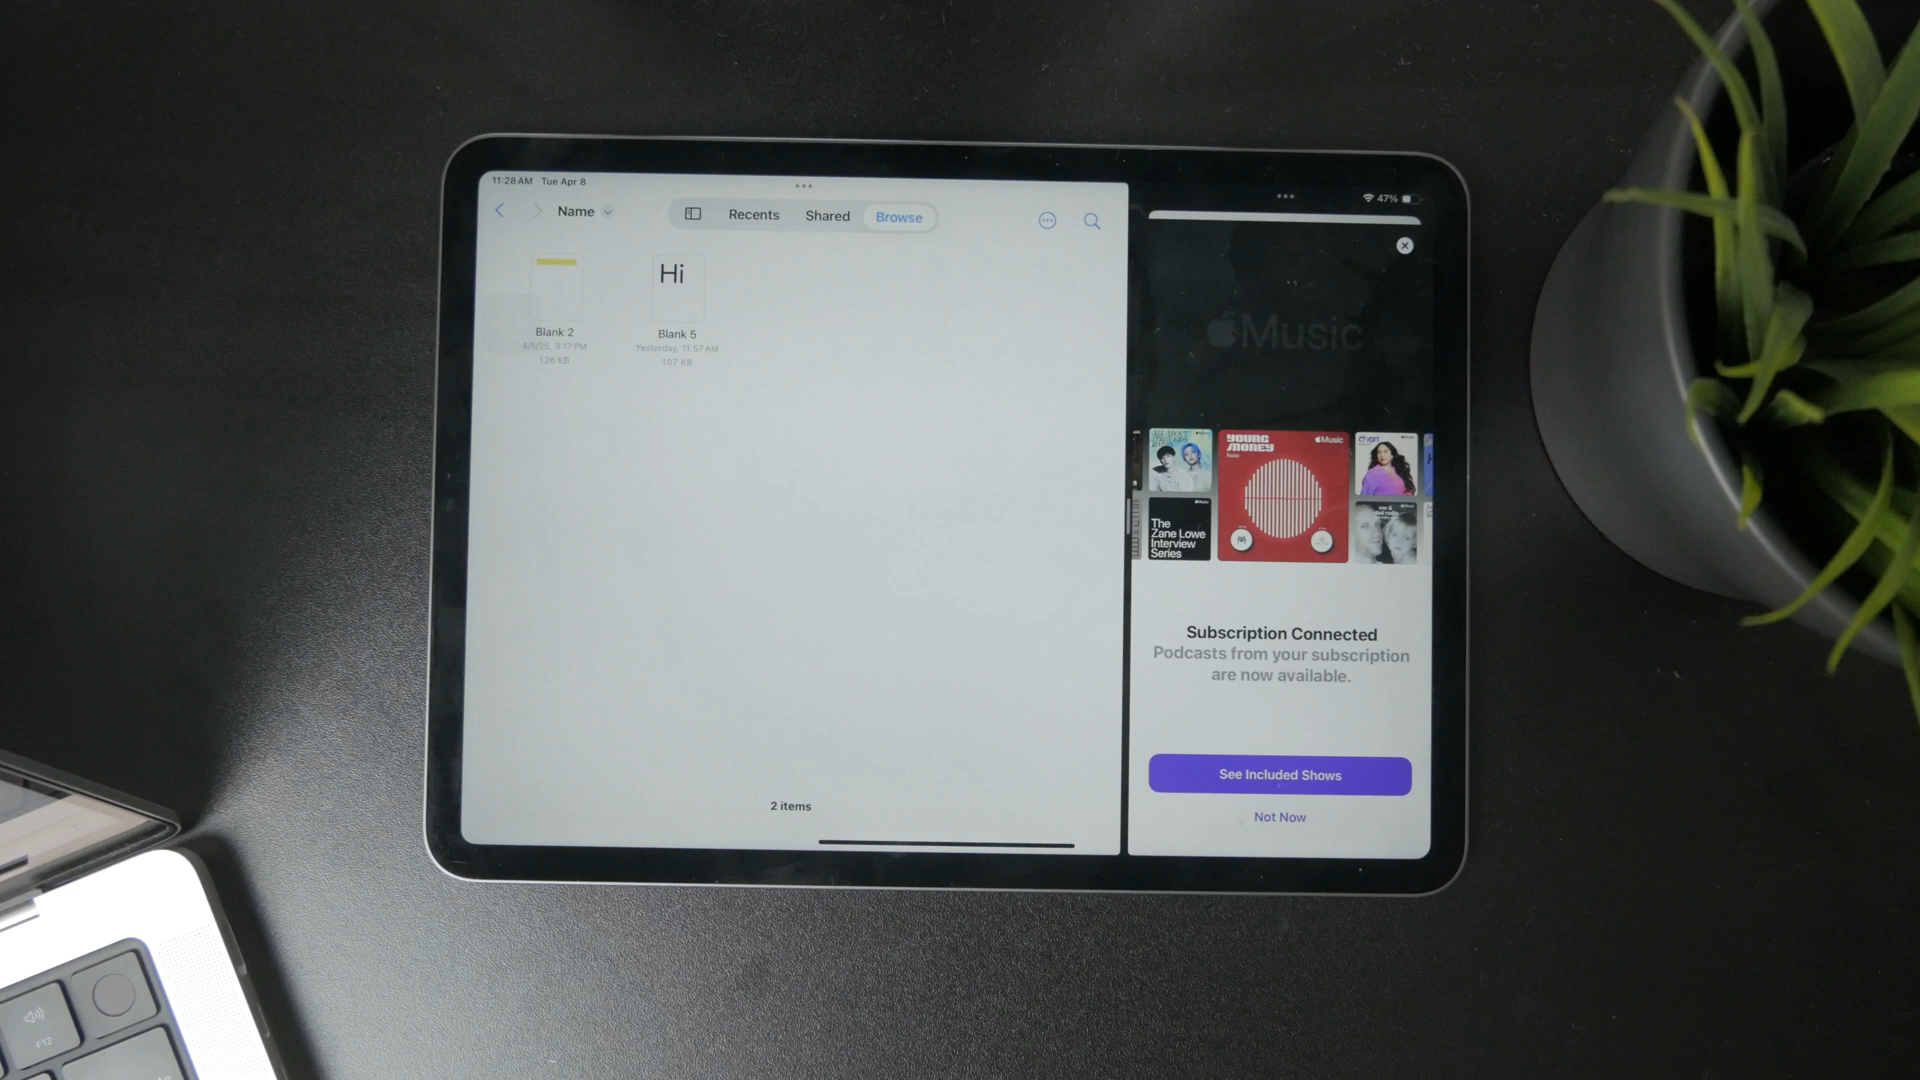 11:28 AM Tue Apr 8
47%
Name
Recents
Shared
Browse
Hi
Blank 2
4/5/25, 3:17 PM
126 KB
Blank 5
Yesterday, 11:57 AM
107 KB
2 items
Music
YOUNG
MONEY
Radio
Music
chart
The
Zane Lowe
Interview
Series
Subscription Connected
Podcasts from your subscription
are now available.
See Included Shows
Not Now
F12